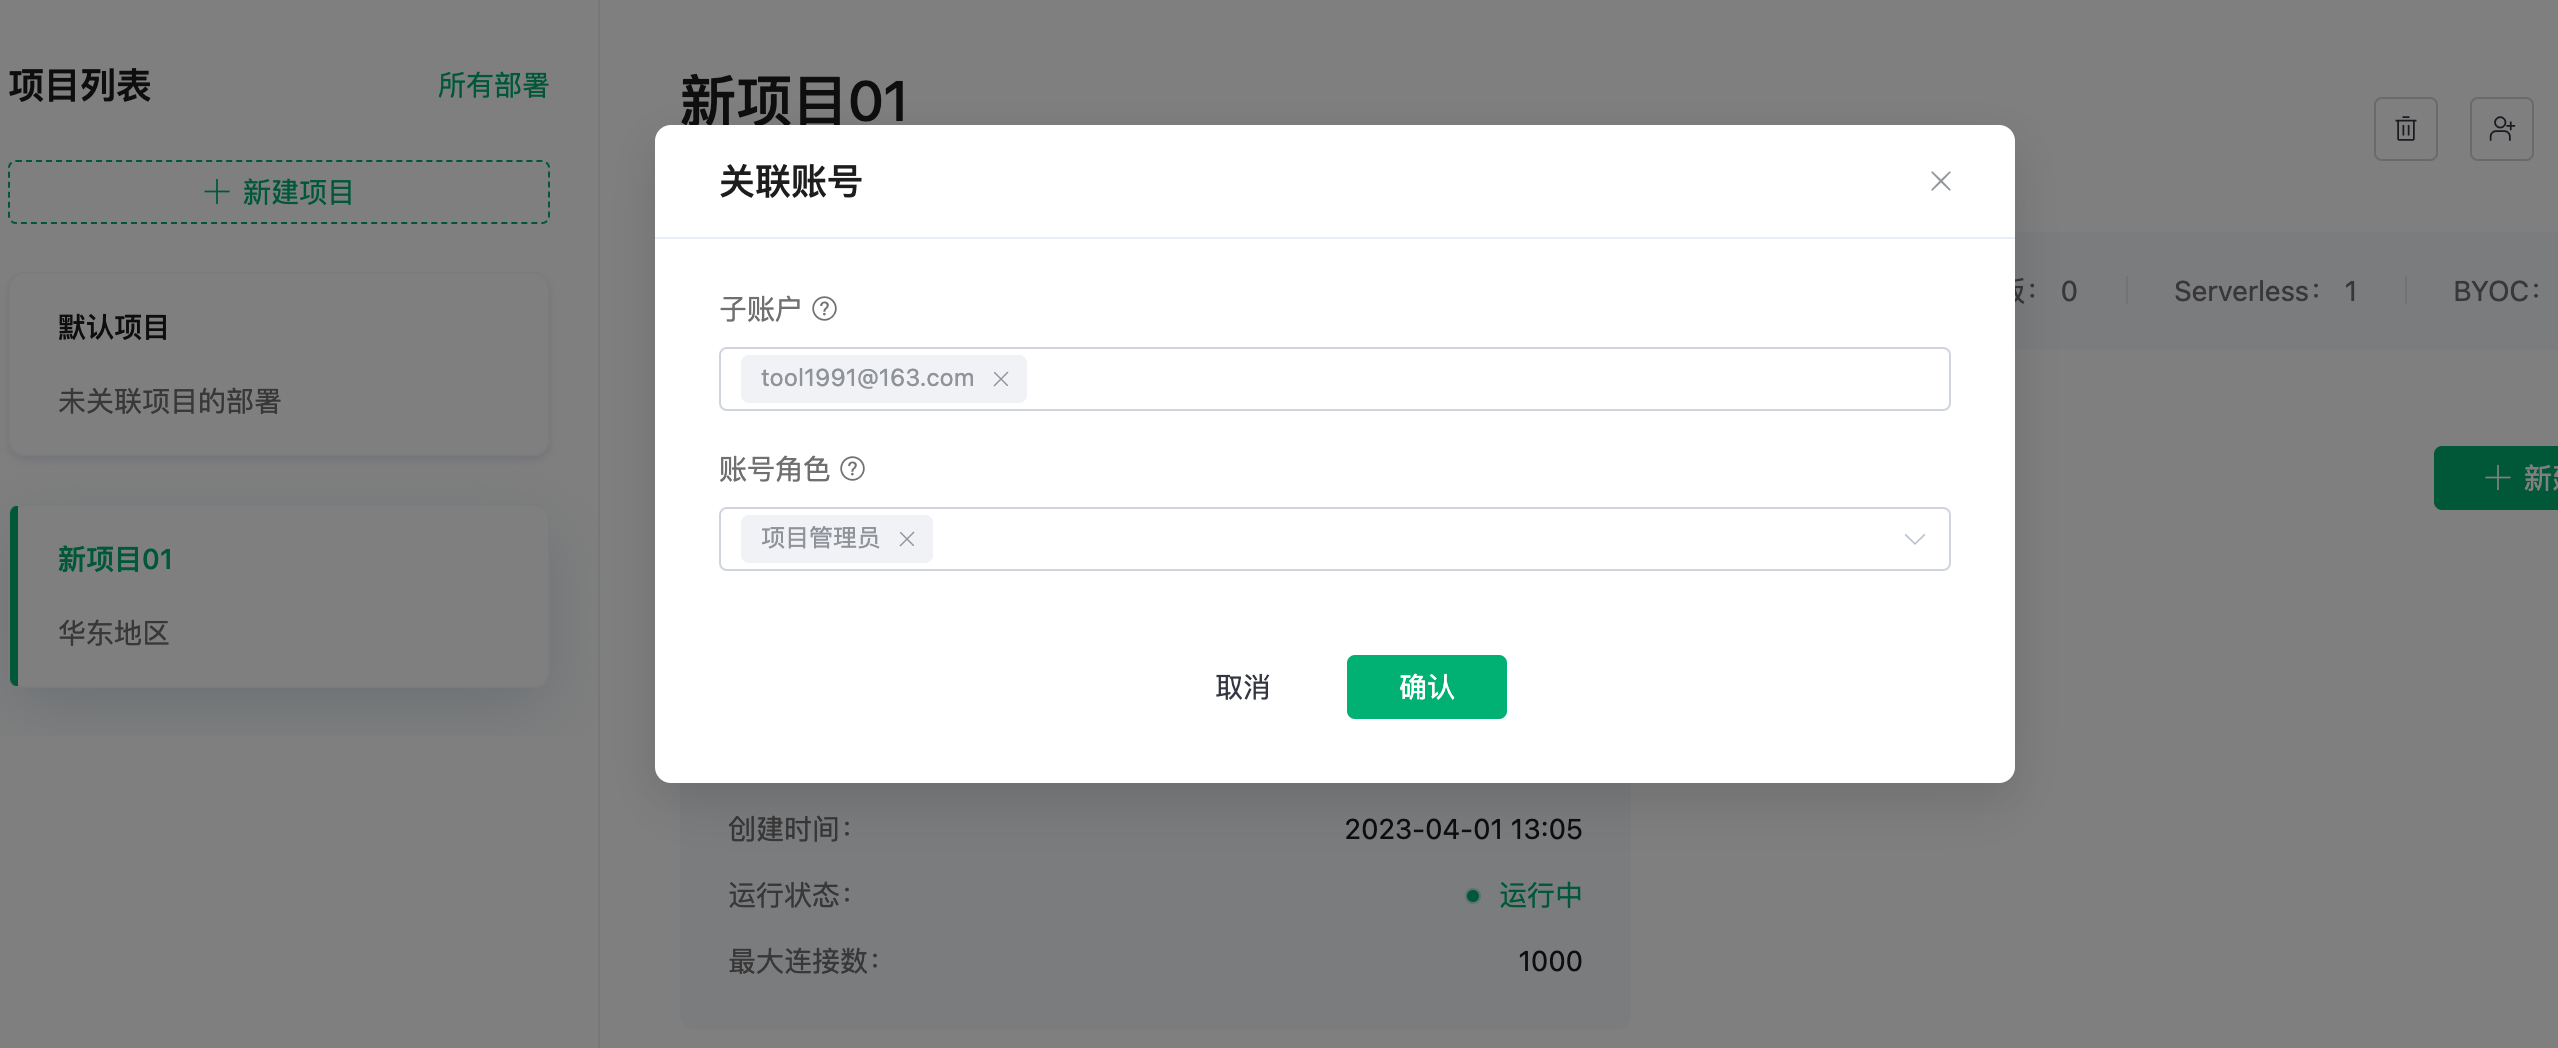 项目列表
所有部署
新建项目
默认项目
未关联项目的部署
新项目01
华东地区
新项目01
0
Serverless： 1
BYOC：
关联账号
子账户
tool1991@163.com
账号角色
项目管理员
取消 确认
创建时间： 2023-04-01 13:05
运行状态： 运行中
最大连接数： 1000